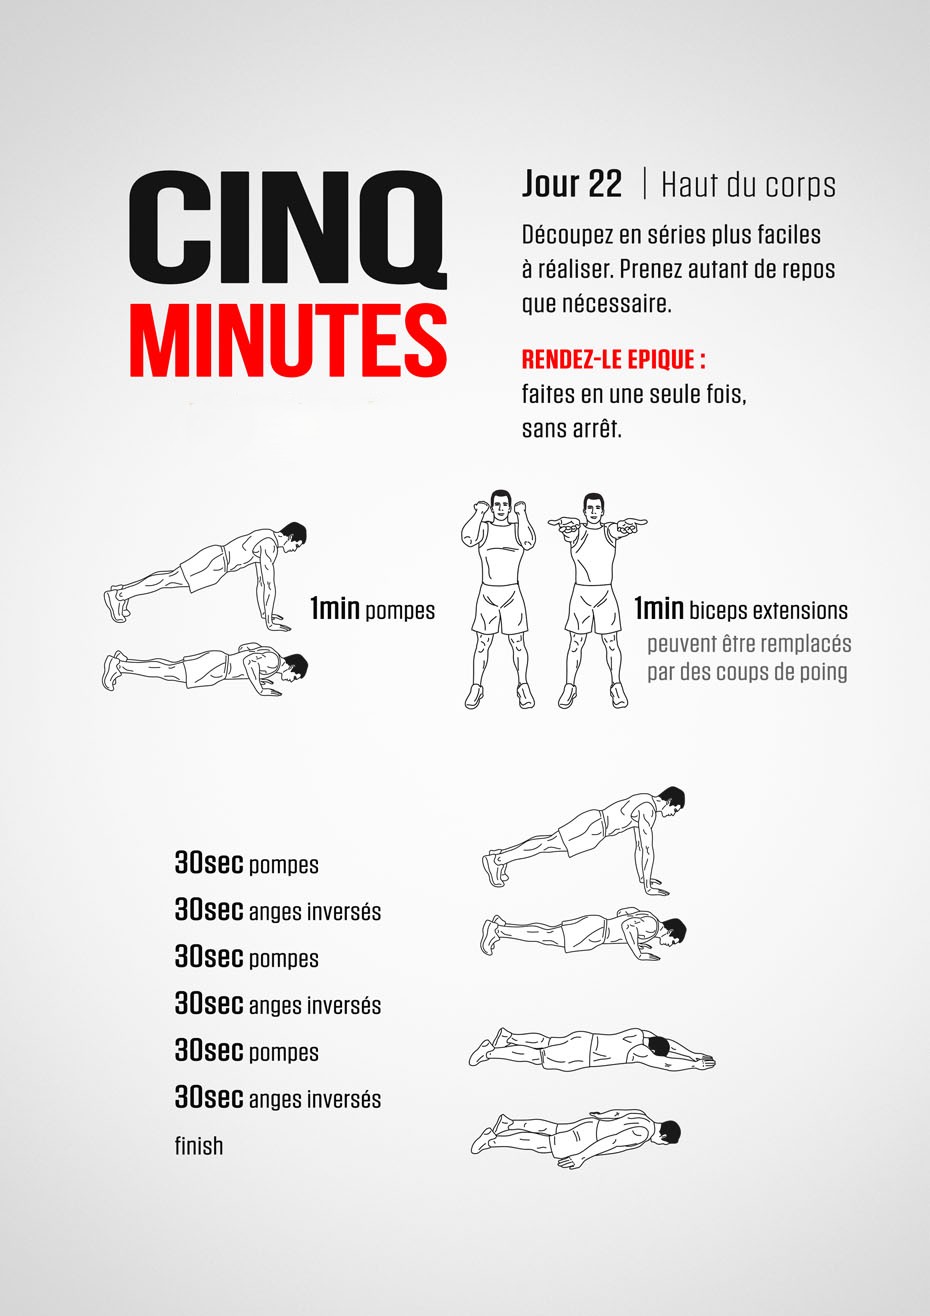 CINQ
MINUTES
Jour 22 | Haut du corps
Découpez en séries plus faciles
à réaliser. Prenez autant de repos
que nécessaire.
RENDEZ-LE EPIQUE :
faites en une seule fois,
sans arrêt.
1min pompes
1min biceps extensions
peuvent être remplacés
par des coups de poing
30sec pompes
30sec anges inversés
30sec pompes
30sec anges inversés
30sec pompes
30sec anges inversés
finish